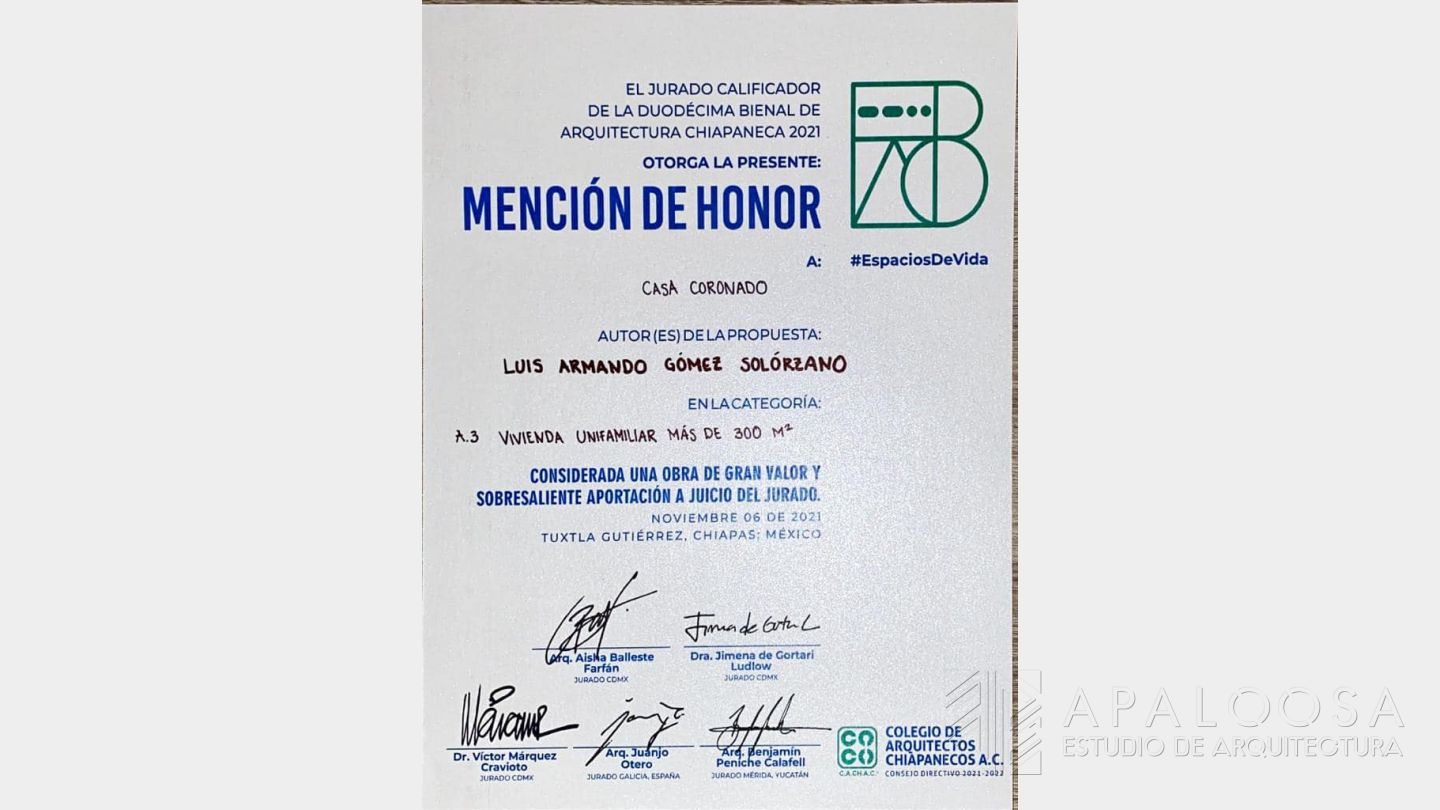 EL JURADO CALIFICADOR
DE LA DUODÉCIMA BIENAL DE
ARQUITECTURA CHIAPANECA 2021
OTORGA LA PRESENTE:
MENCIÓN DE HONOR
A:
#EspaciosDeVida
CASA CORONADO
AUTOR(ES) DE LA PROPUESTA:
LUIS ARMANDO GÓMEZ SOLÓRZANO
EN LA CATEGORÍA:
A.3 VIVIENDA UNIFAMILIAR MÁS DE 300 M²
CONSIDERADA UNA OBRA DE GRAN VALOR Y
SOBRESALIENTE APORTACIÓN A JUICIO DEL JURADO.
NOVIEMBRE 06 DE 2021
TUXTLA GUTIÉRREZ, CHIAPAS; MÉXICO
Arq. Aisha Balleste
Farfán
JURADO CDMX
Dra. Jimena de Gortari
Ludlow
JURADO CDMX
Dr. Víctor Márquez
Cravioto
JURADO CDMX
Arq. Juanjo
Otero
JURADO GALICIA, ESPAÑA
Arq. Benjamín
Peniche Calafell
JURADO MÉRIDA, YUCATÁN
C.A.CH.A.C.
COLEGIO DE
ARQUITECTOS
CHIAPANECOS A.C.
CONSEJO DIRECTIVO 2021-2022
APALOOSA
ESTUDIO DE ARQUITECTURA